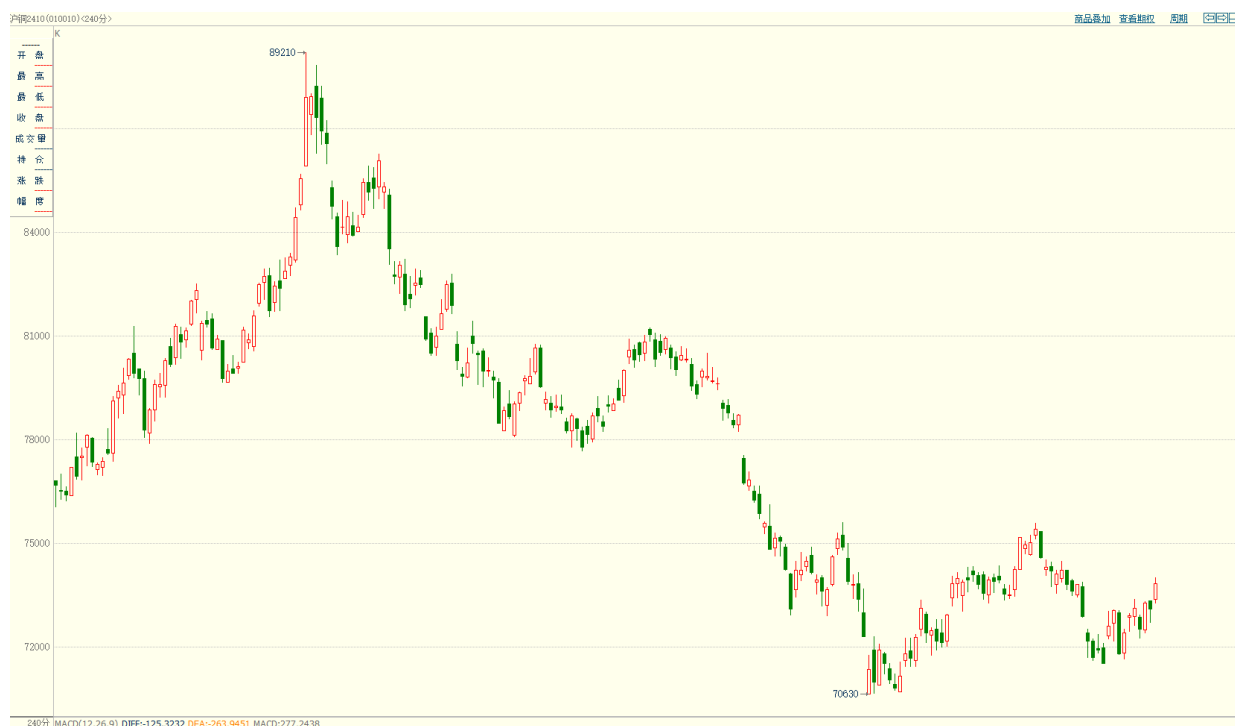 沪铜2410(010010)<240分> 商品叠加 查看期权 周期
K
开 盘
最 高
最 低
收 盘
成交量
持 仓
涨 跌
幅 度
89210→
84000
81000
78000
75000
72000
70630→
240分 MACD(12,26,9) DIFF:-125.3232 DEA:-263.9451 MACD:277.2438